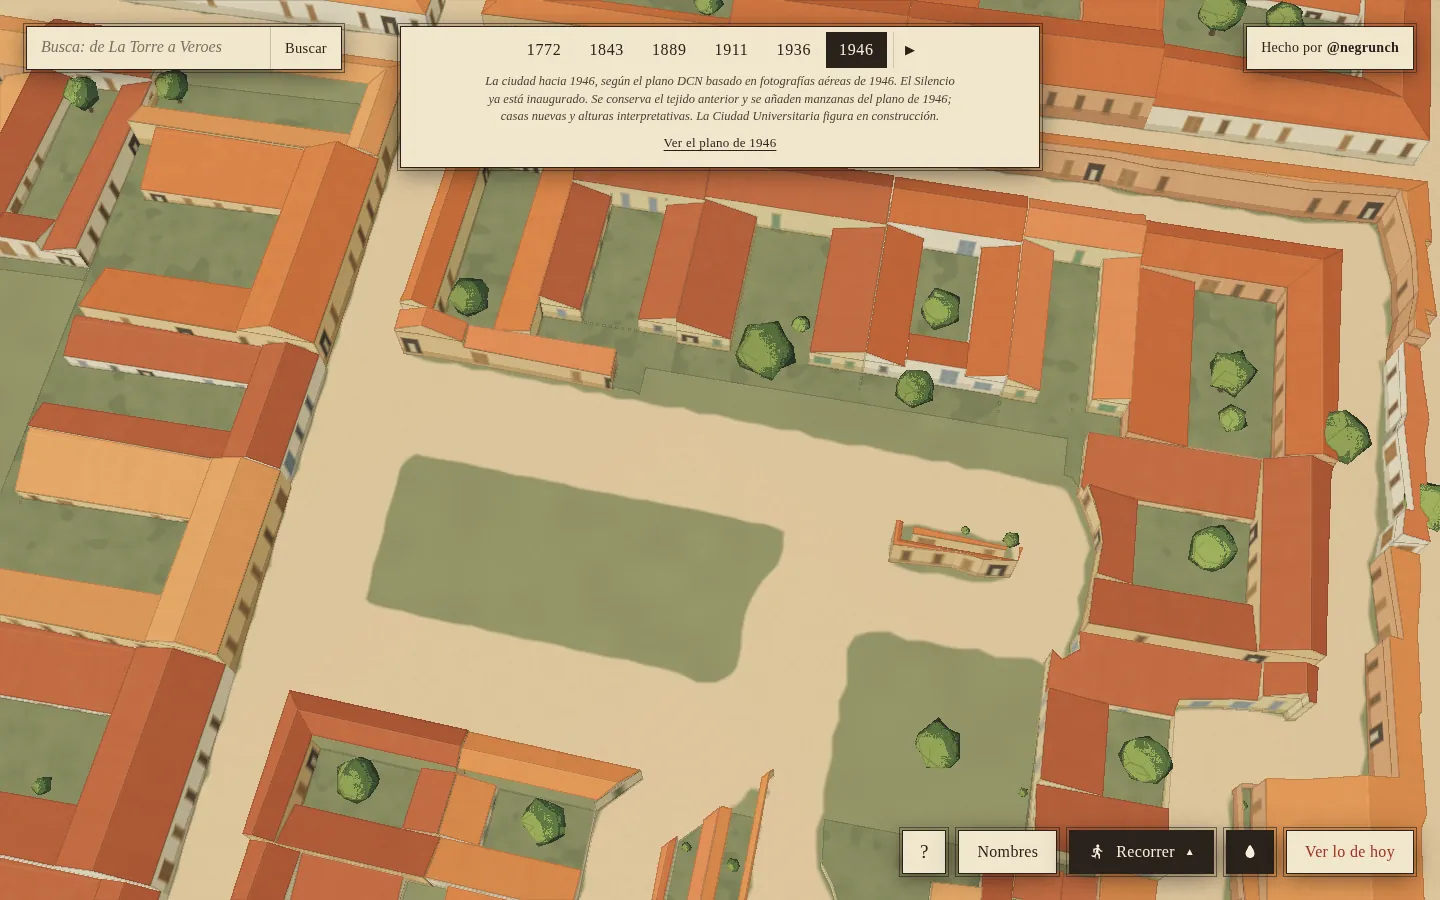 Busca: de La Torre a Veroes
Buscar
1772 1843 1889 1911 1936 1946 ▶
La ciudad hacia 1946, según el plano DCN basado en fotografías aéreas de 1946. El Silencio
ya está inaugurado. Se conserva el tejido anterior y se añaden manzanas del plano de 1946;
casas nuevas y alturas interpretativas. La Ciudad Universitaria figura en construcción.
Ver el plano de 1946
Hecho por @negrunch
?
Nombres
Recorrer ▲
Ver lo de hoy